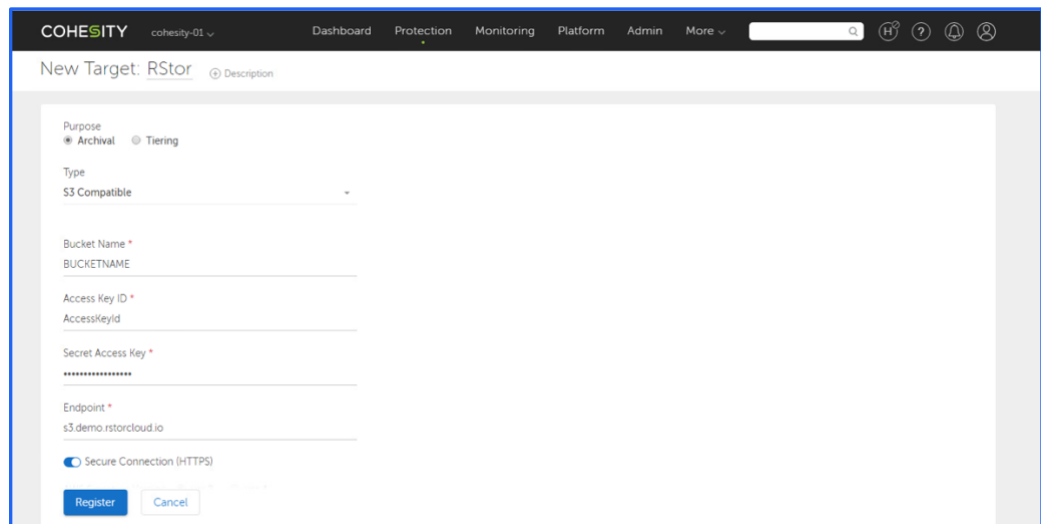 COHESITY cohesity-01 Dashboard Protection Monitoring Platform Admin More H ?
New Target: RStor Description
Purpose
Archival Tiering
Type
S3 Compatible
Bucket Name *
BUCKETNAME
Access Key ID *
AccessKeyId
Secret Access Key *
•••••••••••••••••
Endpoint *
s3.demo.rstorcloud.io
Secure Connection (HTTPS)
Register Cancel